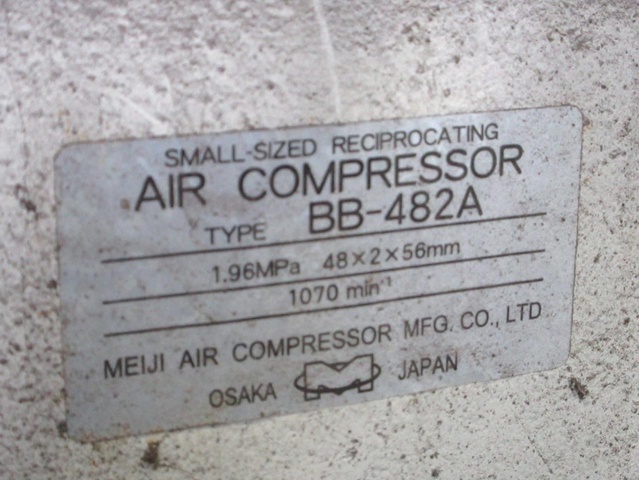 SMALL-SIZED RECIPROCATING
AIR COMPRESSOR
TYPE BB-482A
1.96MPa 48×2×56mm
1070 min⁻¹
MEIJI AIR COMPRESSOR MFG. CO., LTD
OSAKA JAPAN